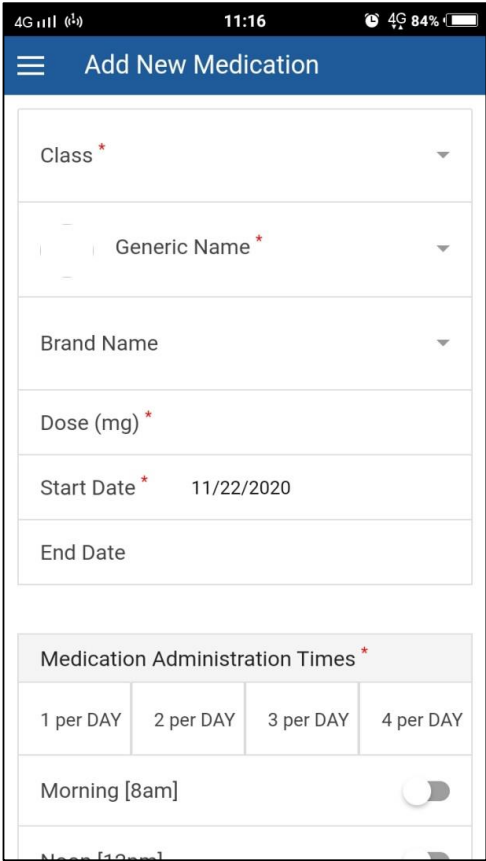 4G 11:16 4G 84%
Add New Medication
Class *
Generic Name *
Brand Name
Dose (mg) *
Start Date * 11/22/2020
End Date
Medication Administration Times *
1 per DAY 2 per DAY 3 per DAY 4 per DAY
Morning [8am]
Noon [12pm]